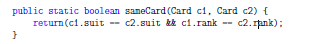 public static boolean sameCard(Card c1, Card c2) {
return(c1.suit == c2.suit && c1.rank == c2.rank);
}